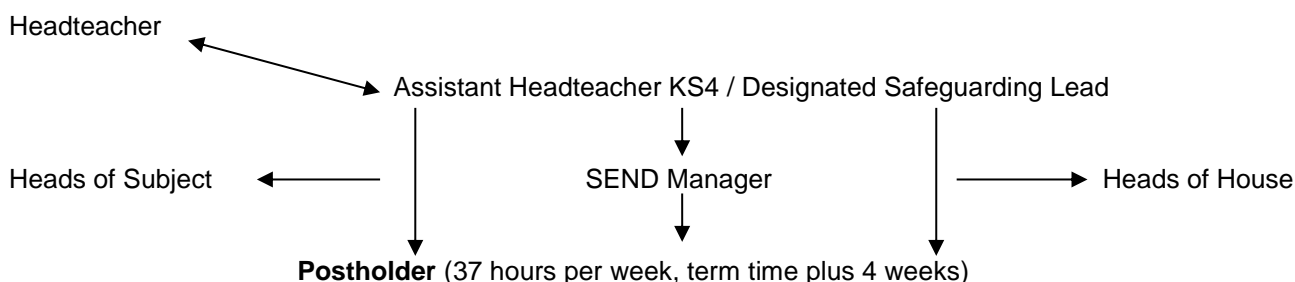 Headteacher
Assistant Headteacher KS4 / Designated Safeguarding Lead
Heads of Subject SEND Manager Heads of House
Postholder (37 hours per week, term time plus 4 weeks)